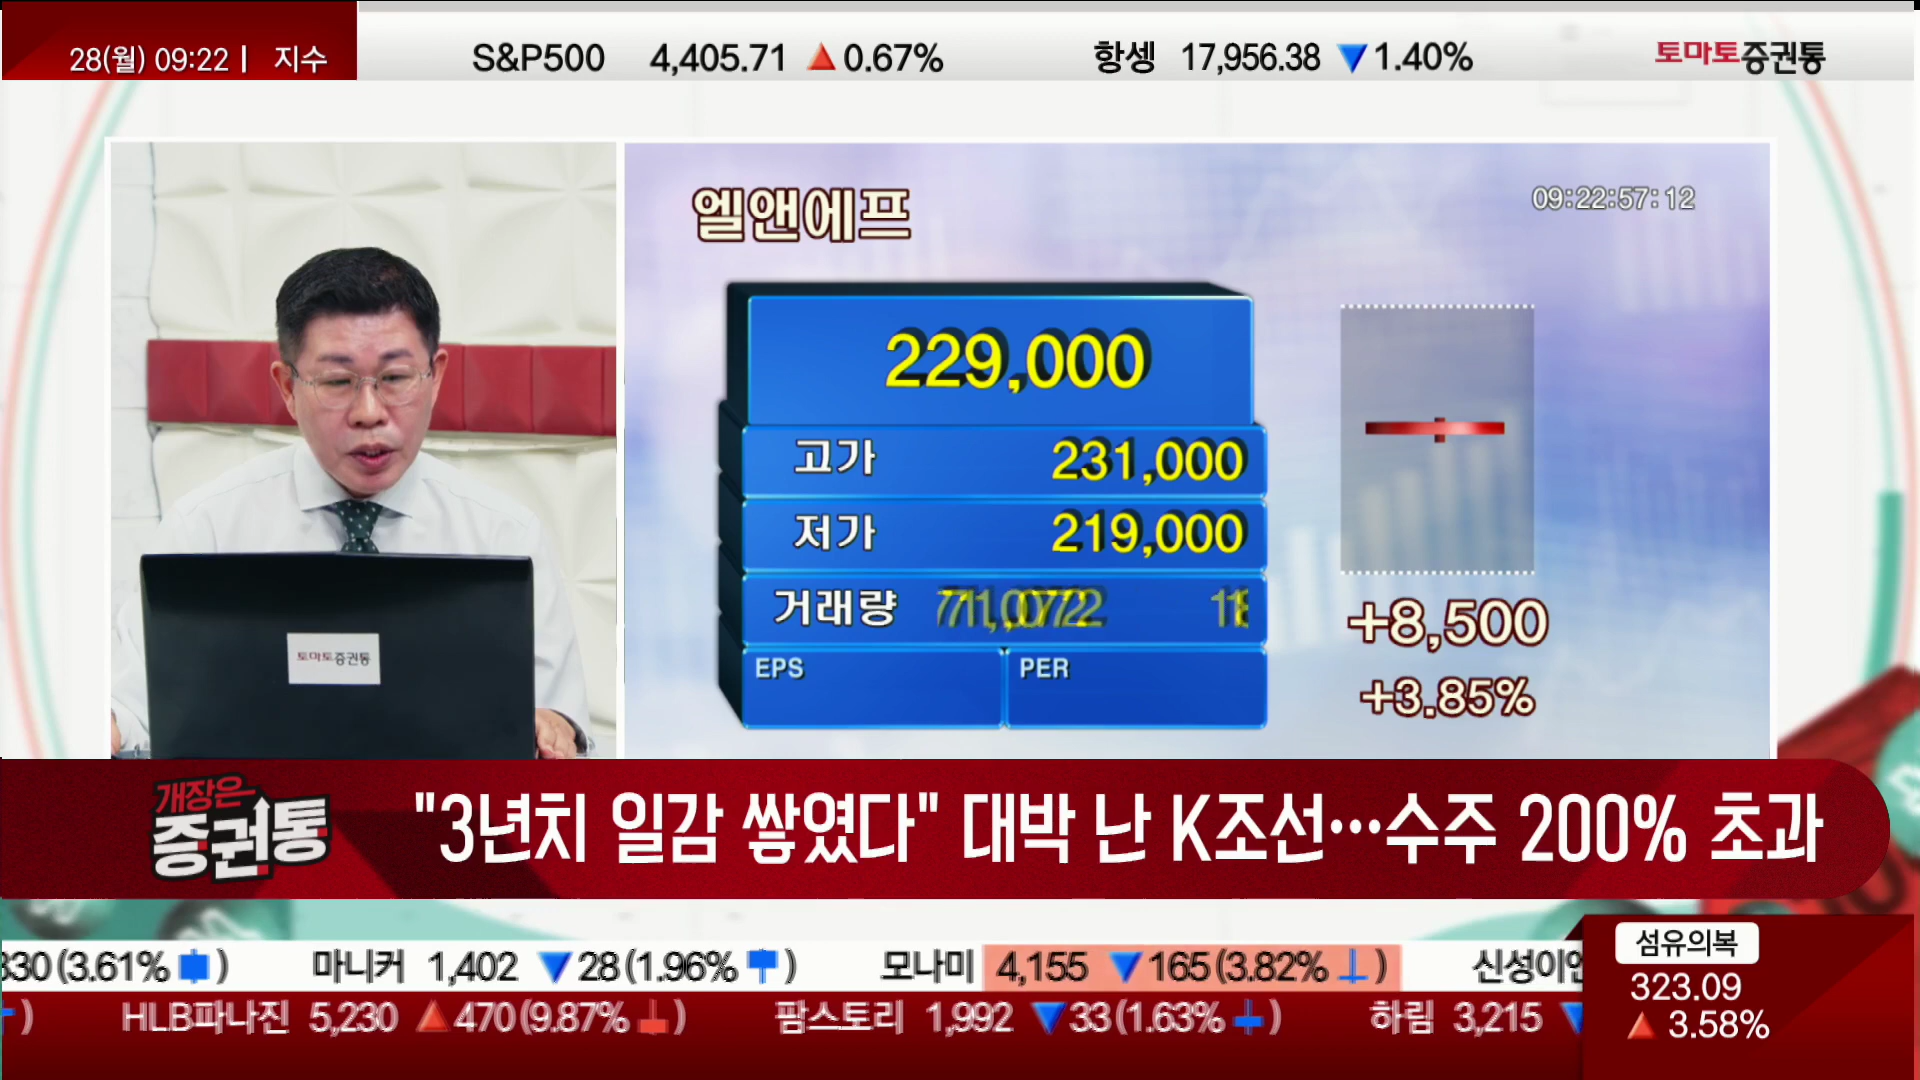 28(월) 09:22 | 지수 S&P500 4,405.71 ▲ 0.67% 항셍 17,956.38 ▼ 1.40% 토마토증권통
엘앤에프 09:22:57:12
229,000
고가 231,000
저가 219,000
거래량
EPS PER
+8,500
+3.85%
토마토증권통
개장은
증권통
"3년치 일감 쌓였다" 대박 난 K조선…수주 200% 초과
330 (3.61% ) 마니커 1,402 ▼ 28 (1.96% ) 모나미 4,155 ▼ 165 (3.82% ) 신성이엔
) HLB파나진 5,230 ▲ 470 (9.87% ) 팜스토리 1,992 ▼ 33 (1.63% ) 하림 3,215 ▼
섬유의복
323.09
▲ 3.58%